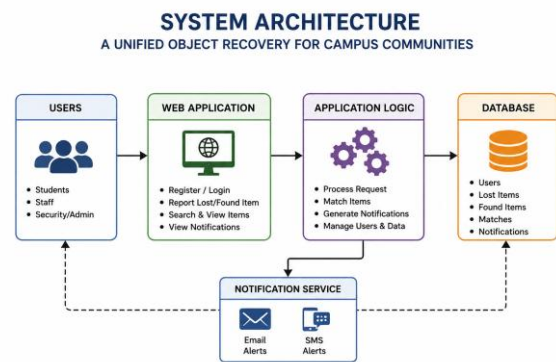 SYSTEM ARCHITECTURE
A UNIFIED OBJECT RECOVERY FOR CAMPUS COMMUNITIES
USERS
• Students
• Staff
• Security/Admin
WEB APPLICATION
• Register / Login
• Report Lost/Found Item
• Search & View Items
• View Notifications
APPLICATION LOGIC
• Process Request
• Match Items
• Generate Notifications
• Manage Users & Data
DATABASE
• Users
• Lost Items
• Found Items
• Matches
• Notifications
NOTIFICATION SERVICE
Email
Alerts
SMS
Alerts